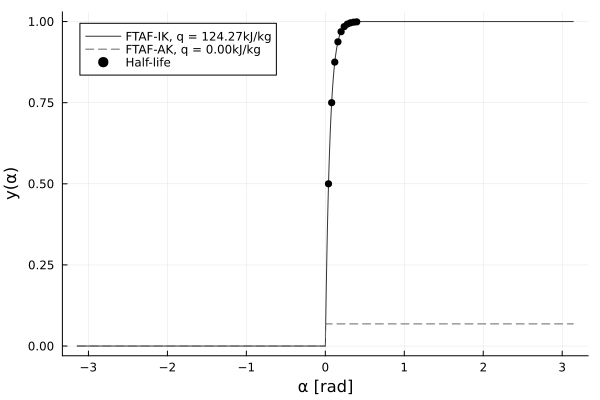 1.00
0.75
0.50
0.25
0.00
y(α)
FTAF-IK, q = 124.27kJ/kg
FTAF-AK, q = 0.00kJ/kg
Half-life
−3
−2
−1
0
1
2
3
α [rad]